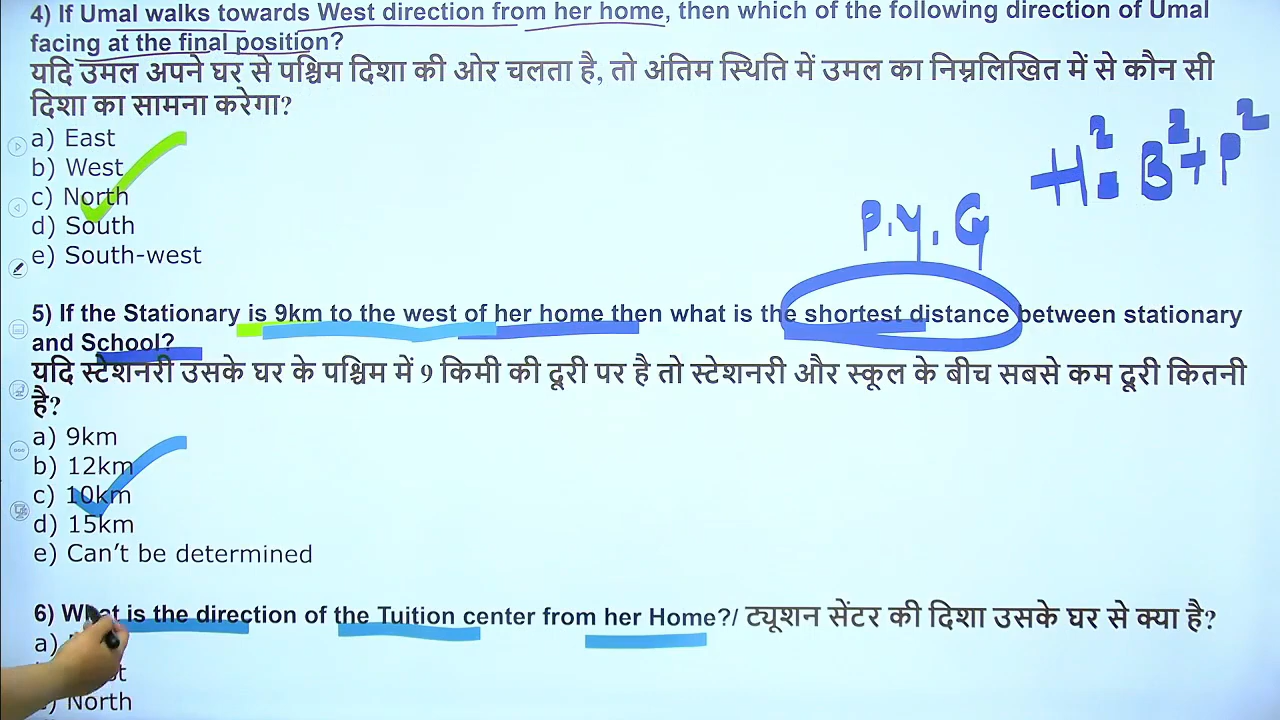 4) If Umal walks towards West direction from her home, then which of the following direction of Umal
facing at the final position?
यदि उमल अपने घर से पश्चिम दिशा की ओर चलता है, तो अंतिम स्थिति में उमल का निम्नलिखित में से कौन सी
दिशा का सामना करेगा?
a) East
b) West
c) North
d) South
e) South-west
H² = B² + P²
P.Y.G
5) If the Stationary is 9km to the west of her home then what is the shortest distance between stationary
and School?
यदि स्टेशनरी उसके घर के पश्चिम में 9 किमी की दूरी पर है तो स्टेशनरी और स्कूल के बीच सबसे कम दूरी कितनी
है?
a) 9km
b) 12km
c) 10km
d) 15km
e) Can't be determined
6) What is the direction of the Tuition center from her Home?/ ट्यूशन सेंटर की दिशा उसके घर से क्या है?
a)
North